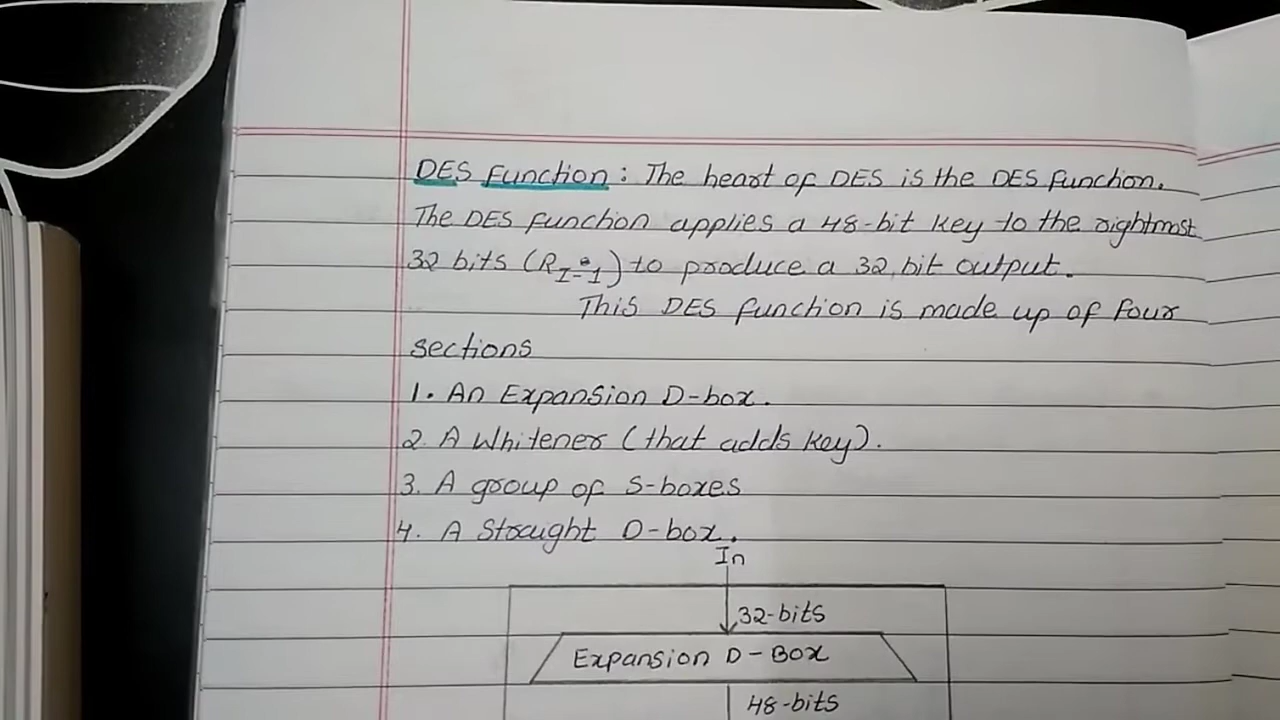 DES Function : The heart of DES is the DES function.
The DES function applies a 48-bit key to the rightmost
32 bits (R I-1) to produce a 32 bit output.
This DES function is made up of four
sections
1. An Expansion D-box.
2. A Whitener (that adds key).
3. A group of S-boxes
4. A Straught D-box.
In
32-bits
Expansion D-Box
48-bits